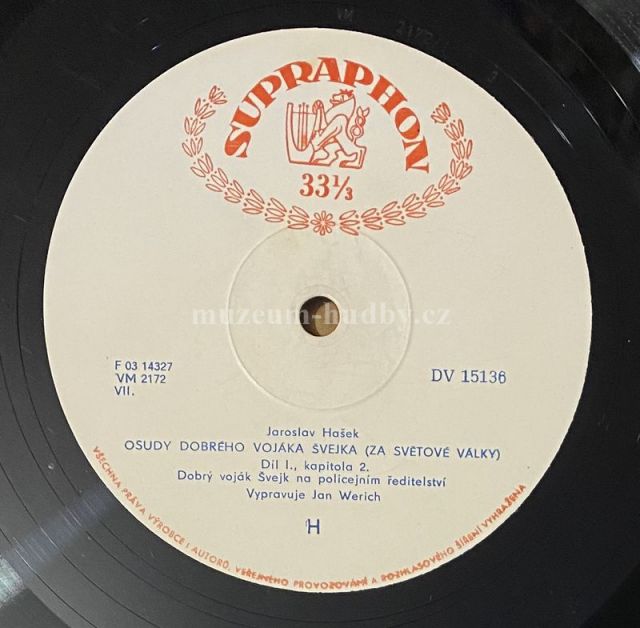 SUPRAPHON
33⅓
muzeum-hudby.cz
F 03 14327
VM 2172
VII.
DV 15136
Jaroslav Hašek
OSUDY DOBRÉHO VOJÁKA ŠVEJKA (ZA SVĚTOVÉ VÁLKY)
Díl I., kapitola 2.
Dobrý voják Švejk na policejním ředitelství
Vypravuje Jan Werich
H
VŠECHNA PRÁVA VÝROBCE I AUTORŮ, VEŘEJNÉHO PROVOZOVÁNÍ A ROZHLASOVÉHO ŠÍŘENÍ VYHRAŽENA